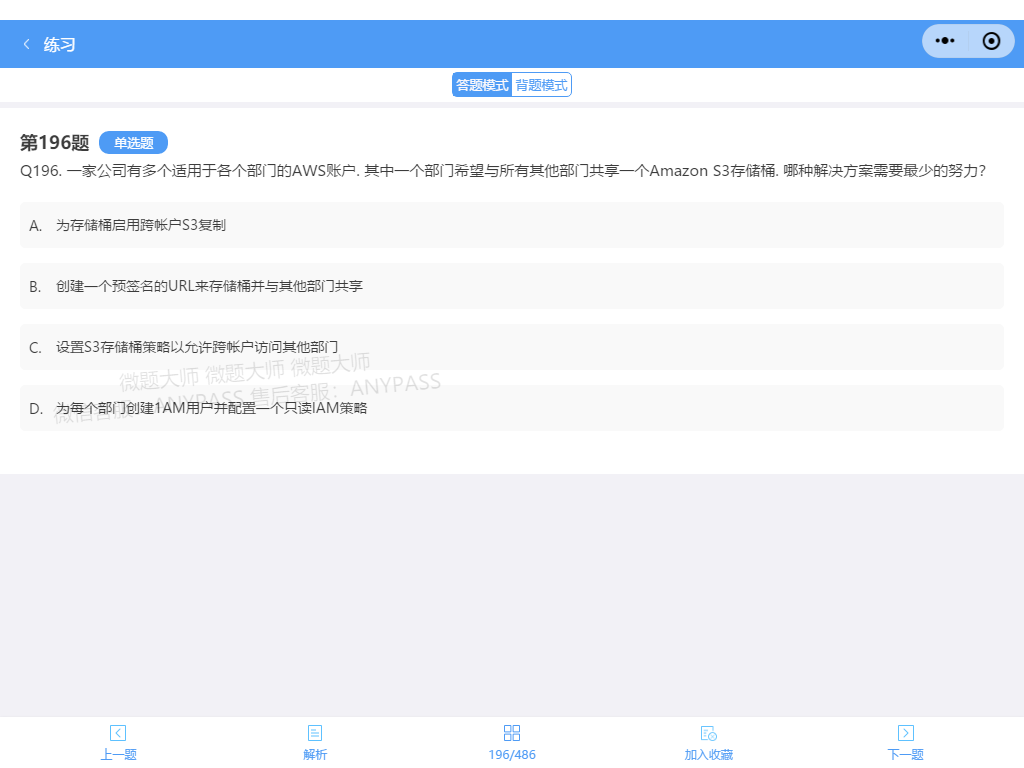 练习
答题模式 背题模式
第196题 单选题
Q196. 一家公司有多个适用于各个部门的AWS账户. 其中一个部门希望与所有其他部门共享一个Amazon S3存储桶. 哪种解决方案需要最少的努力?
A. 为存储桶启用跨帐户S3复制
B. 创建一个预签名的URL来存储桶并与其他部门共享
C. 设置S3存储桶策略以允许跨帐户访问其他部门
微题大师 微题大师 微题大师
微信客服: ANYPASS 售后客服: ANYPASS
D. 为每个部门创建1AM用户并配置一个只读IAM策略
上一题 解析 196/486 加入收藏 下一题